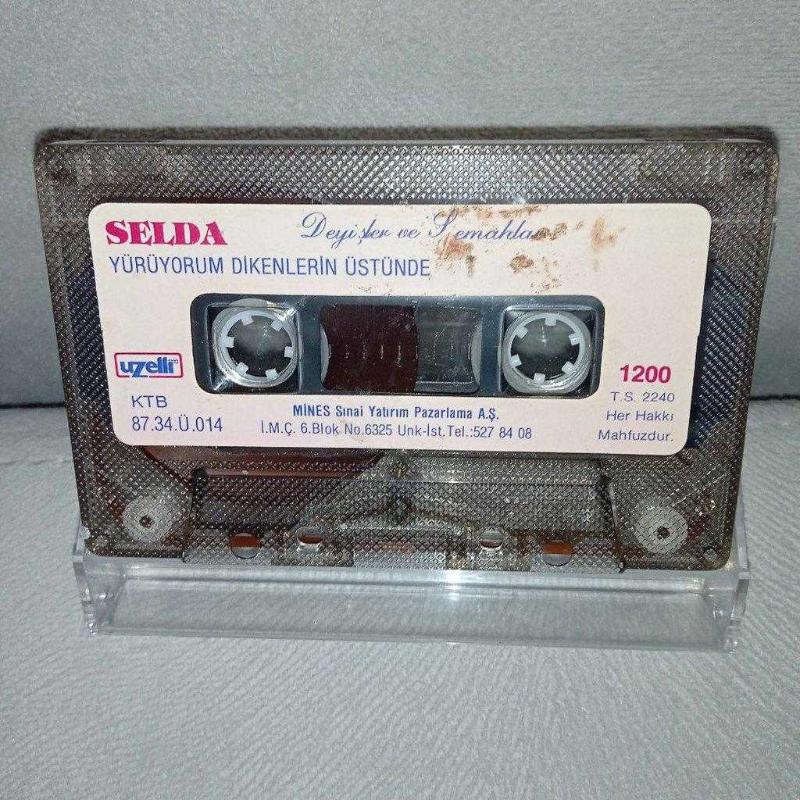 SELDA
Deyişler ve Semahlar
YÜRÜYORUM DİKENLERİN ÜSTÜNDE
uzelli
KTB
87.34.Ü.014
MİNES Sınai Yatırım Pazarlama A.Ş.
İ.M.Ç. 6.Blok No.6325 Unk-İst.Tel.:527 84 08
1200
T.S. 2240
Her Hakkı
Mahfuzdur.